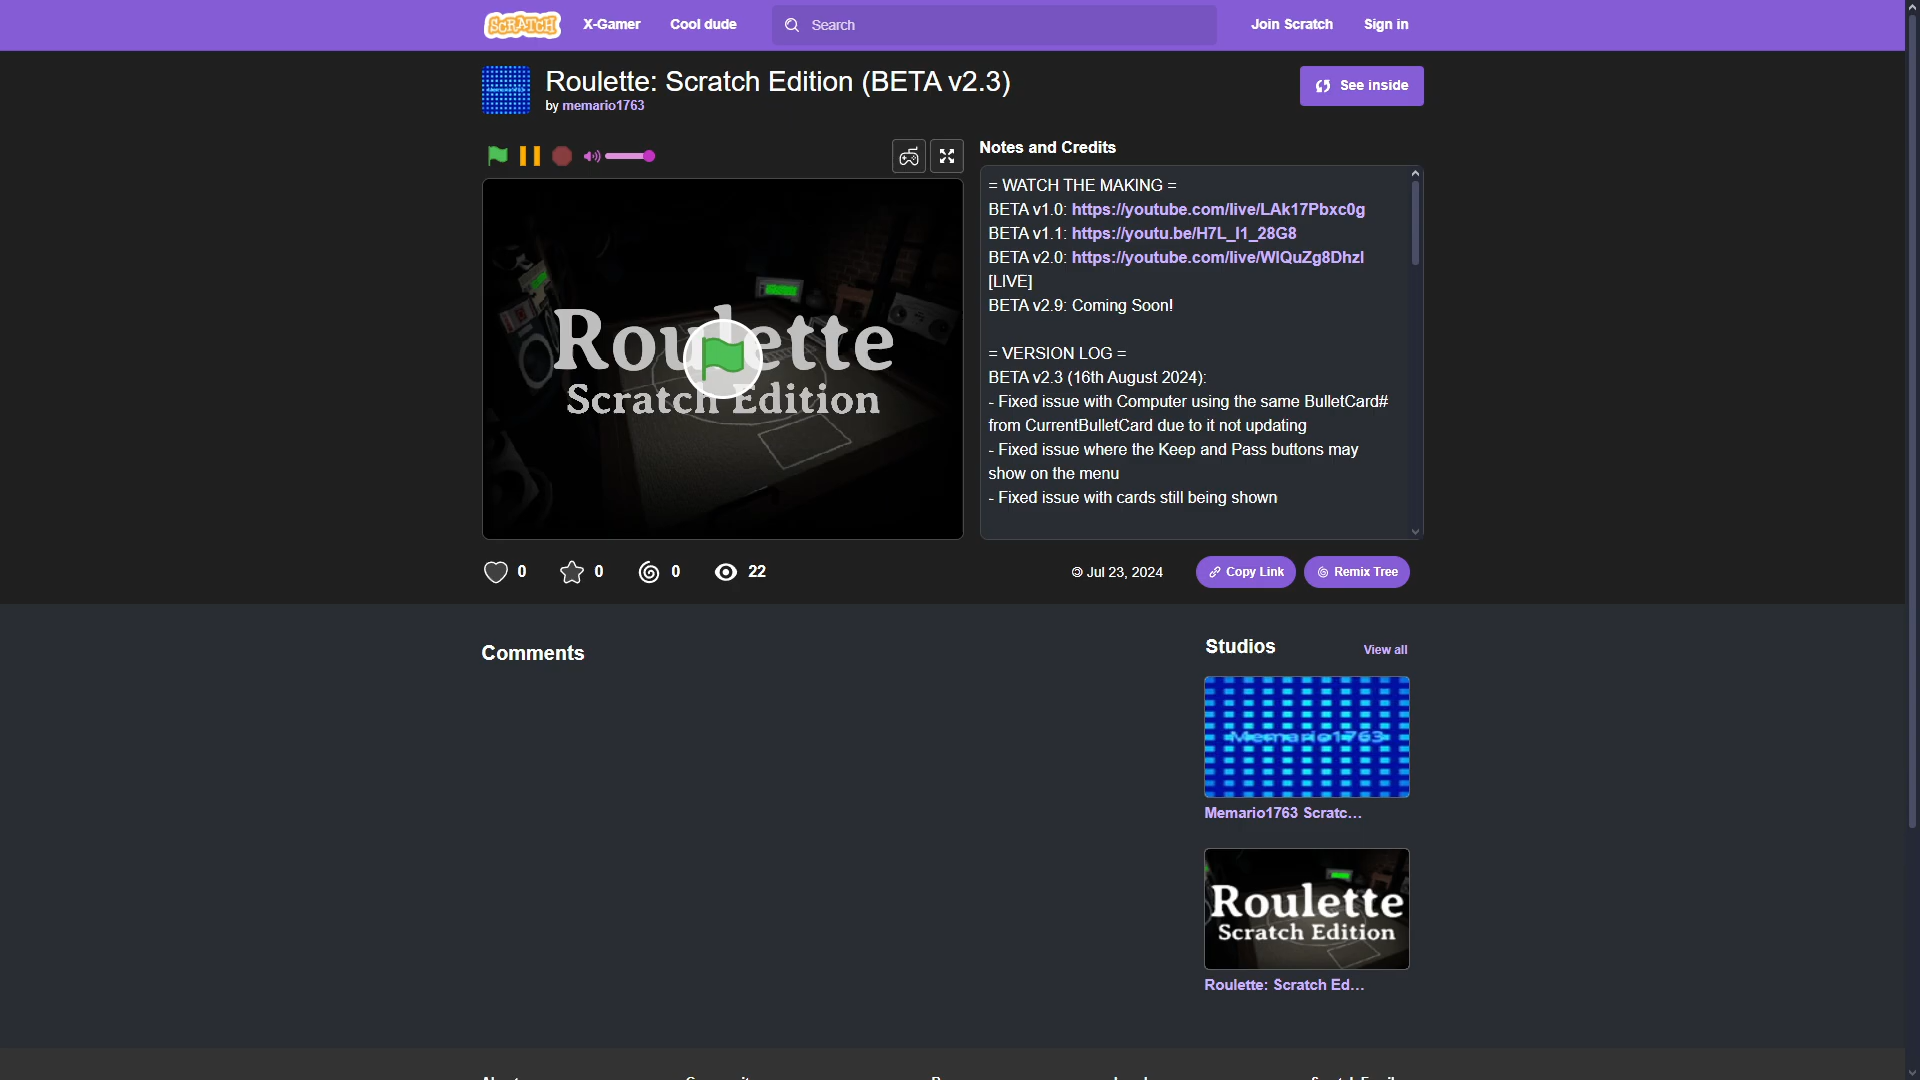 SCRATCH
X-Gamer
Cool dude
Search
Join Scratch
Sign in
Roulette: Scratch Edition (BETA v2.3)
by memario1763
See inside
Notes and Credits
= WATCH THE MAKING =
BETA v1.0: https://youtube.com/live/LAk17Pbxc0g
BETA v1.1: https://youtu.be/H7L_I1_28G8
BETA v2.0: https://youtube.com/live/WlQuZg8DhzI
[LIVE]
BETA v2.9: Coming Soon!
= VERSION LOG =
BETA v2.3 (16th August 2024):
- Fixed issue with Computer using the same BulletCard#
from CurrentBulletCard due to it not updating
- Fixed issue where the Keep and Pass buttons may
show on the menu
- Fixed issue with cards still being shown
Roulette
Scratch Edition
0
0
0
22
© Jul 23, 2024
Copy Link
Remix Tree
Comments
Studios
View all
Memario1763
Memario1763 Scratc...
Roulette
Scratch Edition
Roulette: Scratch Ed...